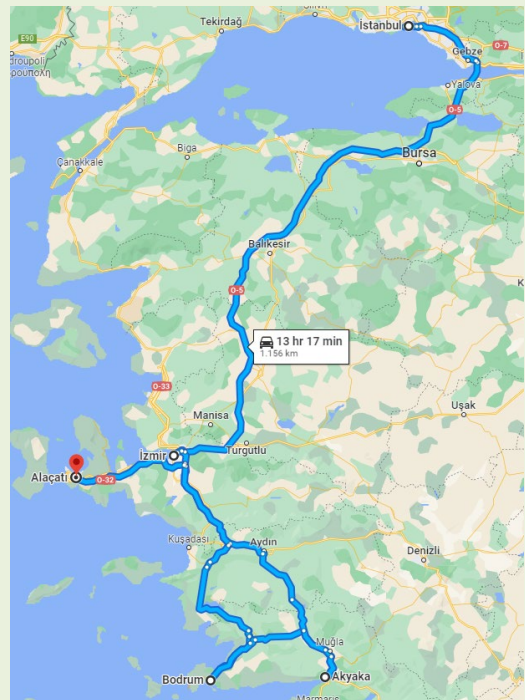 Tekirdağ
İstanbul
E90
O-7
Gebze
Yalova
O-5
Biga
Bursa
Çanakkale
Balıkesir
O-5
13 hr 17 min
1.156 km
O-33
Uşak
Manisa
İzmir
Turgutlu
Alaçatı
O-32
Kuşadası
Aydın
Denizli
Muğla
Bodrum
Akyaka
Marmaris